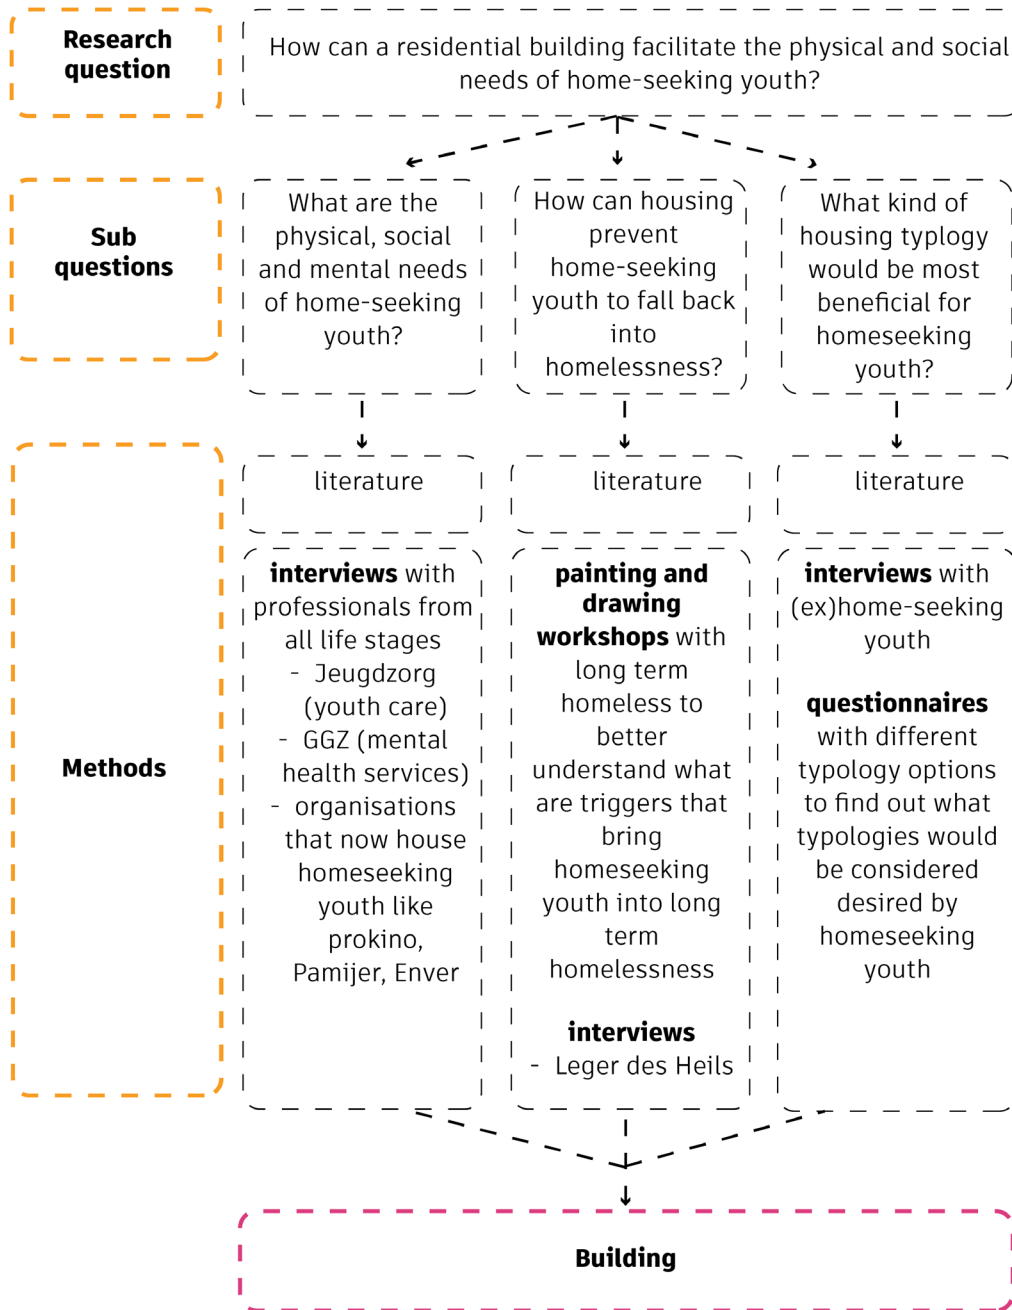 Research
question
How can a residential building facilitate the physical and social
needs of home-seeking youth?
Sub
questions
What are the
physical, social
and mental needs
of home-seeking
youth?
How can housing
prevent
home-seeking
youth to fall back
into
homelessness?
What kind of
housing typlogy
would be most
beneficial for
homeseeking
youth?
Methods
literature
literature
literature
interviews with
professionals from
all life stages
- Jeugdzorg
(youth care)
- GGZ (mental
health services)
- organisations
that now house
homeseeking
youth like
prokino,
Pamijer, Enver
painting and
drawing
workshops with
long term
homeless to
better
understand what
are triggers that
bring
homeseeking
youth into long
term
homelessness
interviews
- Leger des Heils
interviews with
(ex)home-seeking
youth
questionnaires
with different
typology options
to find out what
typologies would
be considered
desired by
homeseeking
youth
Building